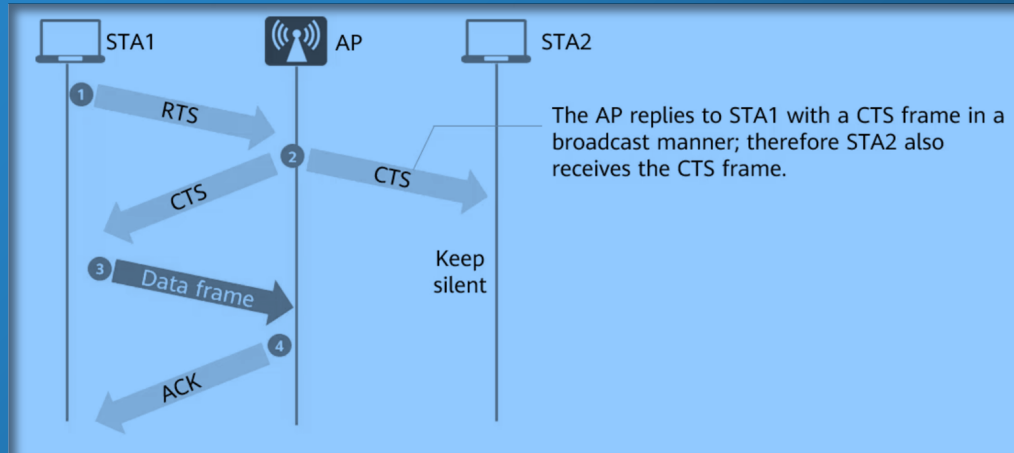 STA1
AP
STA2
1
RTS
The AP replies to STA1 with a CTS frame in a
broadcast manner; therefore STA2 also
receives the CTS frame.
2
CTS
CTS
3
Data frame
Keep
silent
4
ACK